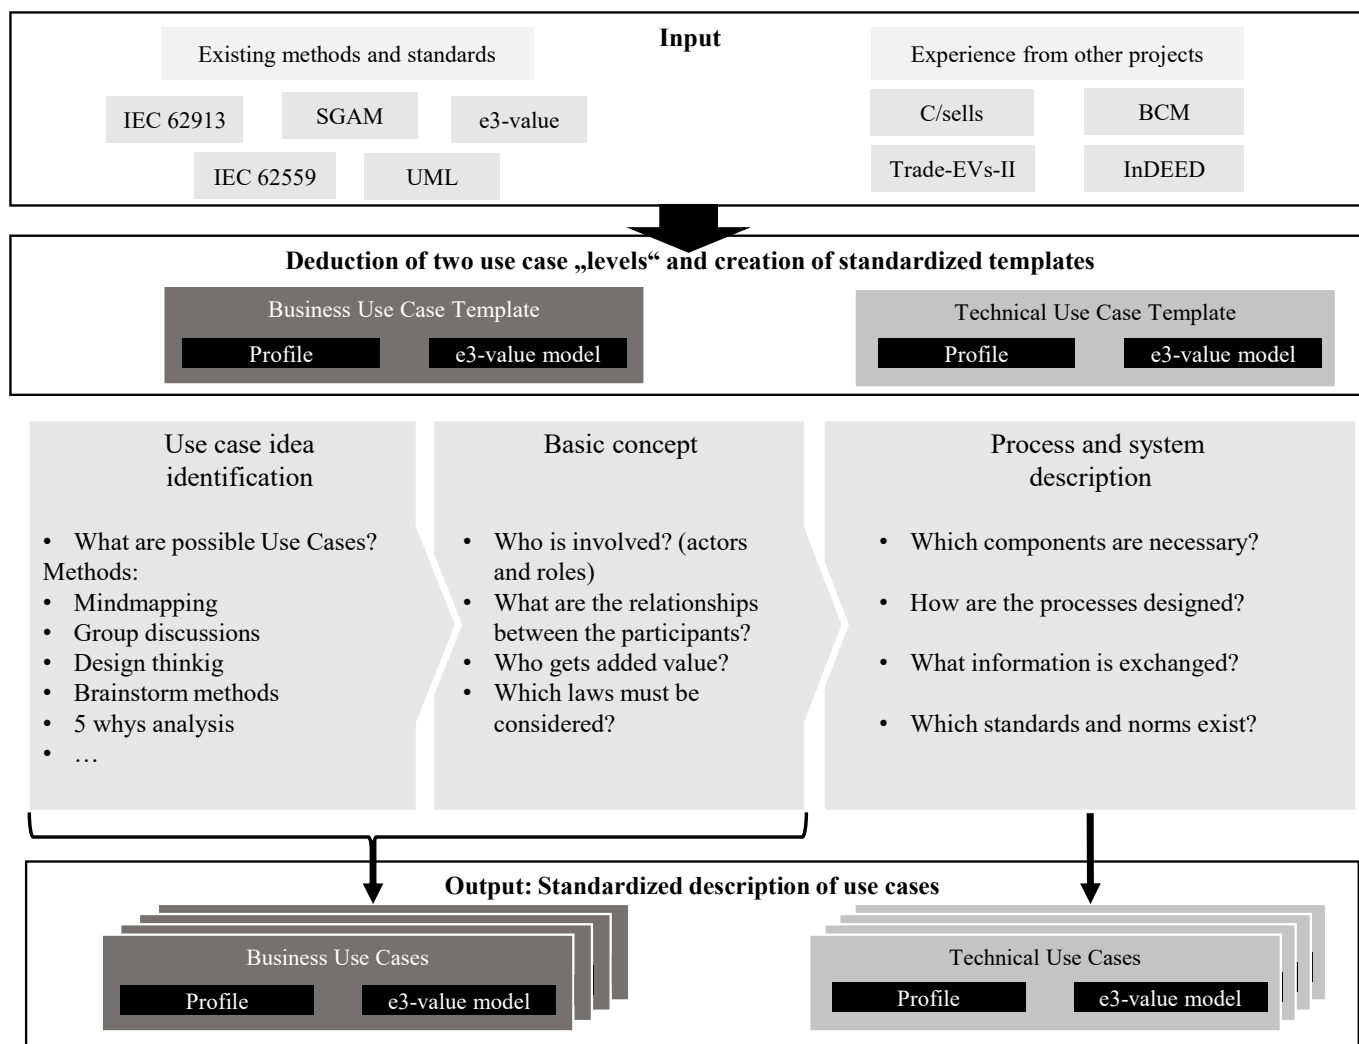 Input
Existing methods and standards
Experience from other projects
IEC 62913
SGAM
e3-value
IEC 62559
UML
C/sells
BCM
Trade-EVs-II
InDEED
Deduction of two use case „levels“ and creation of standardized templates
Business Use Case Template
Profile
e3-value model
Technical Use Case Template
Profile
e3-value model
Use case idea
identification
• What are possible Use Cases?
Methods:
• Mindmapping
• Group discussions
• Design thinkig
• Brainstorm methods
• 5 whys analysis
• …
Basic concept
• Who is involved? (actors
and roles)
• What are the relationships
between the participants?
• Who gets added value?
• Which laws must be
considered?
Process and system
description
• Which components are necessary?
• How are the processes designed?
• What information is exchanged?
• Which standards and norms exist?
Output: Standardized description of use cases
Business Use Cases
Profile
e3-value model
Technical Use Cases
Profile
e3-value model